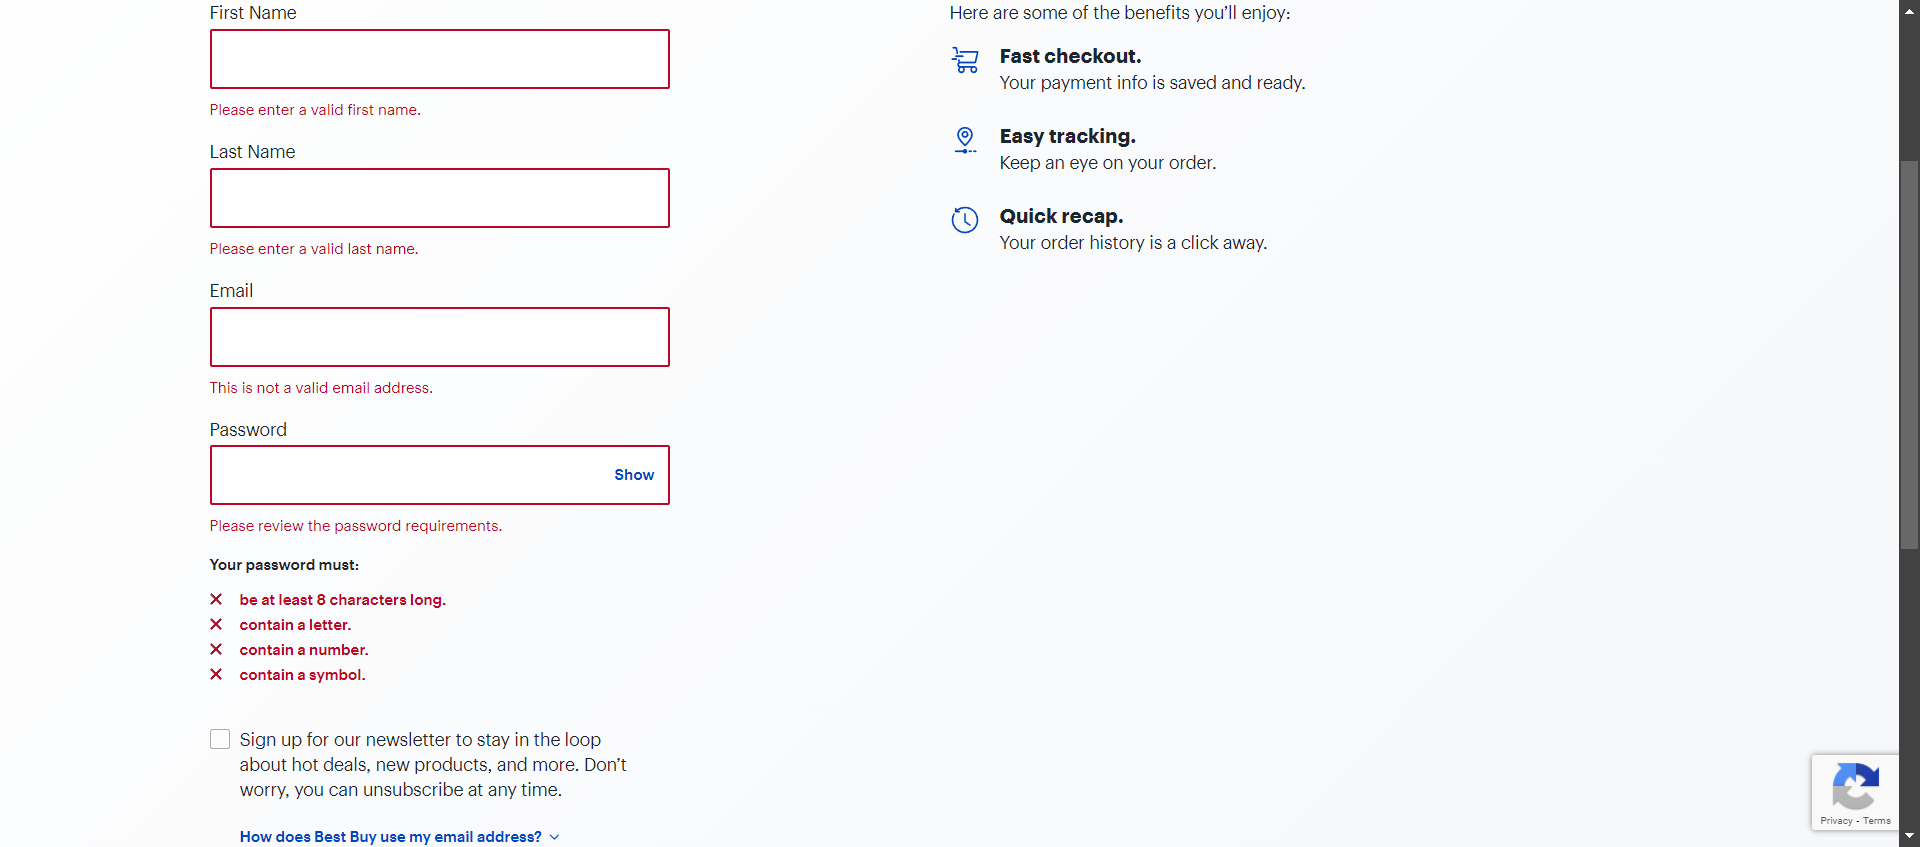 First Name
Please enter a valid first name.
Last Name
Please enter a valid last name.
Email
This is not a valid email address.
Password
Show
Please review the password requirements.
Your password must:
be at least 8 characters long.
contain a letter.
contain a number.
contain a symbol.
Sign up for our newsletter to stay in the loop
about hot deals, new products, and more. Don’t
worry, you can unsubscribe at any time.
How does Best Buy use my email address?
Here are some of the benefits you’ll enjoy:
Fast checkout.
Your payment info is saved and ready.
Easy tracking.
Keep an eye on your order.
Quick recap.
Your order history is a click away.
Privacy - Terms